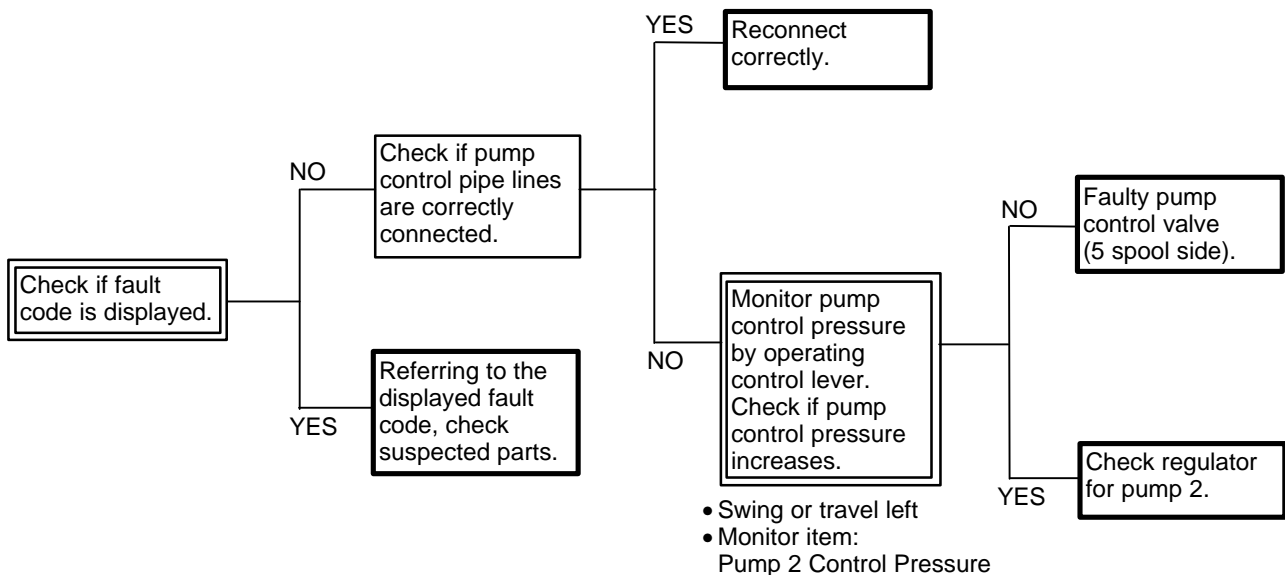 Check if fault
code is displayed.
NO
Check if pump
control pipe lines
are correctly
connected.
YES
Referring to the
displayed fault
code, check
suspected parts.
YES
Reconnect
correctly.
NO
Monitor pump
control pressure
by operating
control lever.
Check if pump
control pressure
increases.
• Swing or travel left
• Monitor item:
Pump 2 Control Pressure
NO
Faulty pump
control valve
(5 spool side).
YES
Check regulator
for pump 2.